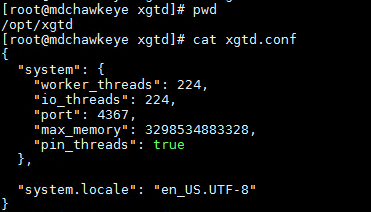 [root@mdchawkeye xgtd]# pwd
/opt/xgtd
[root@mdchawkeye xgtd]# cat xgtd.conf
{
  "system": {
    "worker_threads": 224,
    "io_threads": 224,
    "port": 4367,
    "max_memory": 3298534883328,
    "pin_threads": true
  },

  "system.locale": "en_US.UTF-8"
}